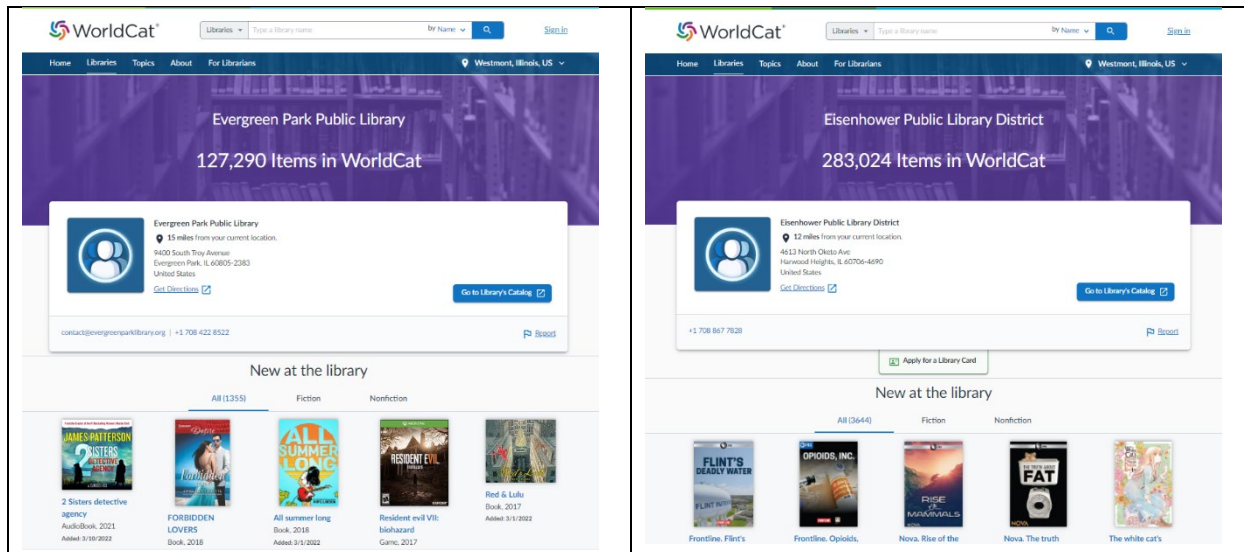 WorldCat®
Libraries
Type a library name
by Name
Sign in
Home Libraries Topics About For Librarians
Westmont, Illinois, US
Evergreen Park Public Library
127,290 Items in WorldCat
Evergreen Park Public Library
15 miles from your current location.
9400 South Troy Avenue
Evergreen Park, IL 60805-2383
United States
Get Directions
Go to Library's Catalog
contact@evergreenparklibrary.org | +1 708 422 8522
Report
New at the library
All (1355) Fiction Nonfiction
JAMES PATTERSON
2 SISTERS
DETECTIVE
AGENCY
Desire
Forbidden
ALL
SUMMER
LONG
RESIDENT EVIL
2 Sisters detective
agency
AudioBook, 2021
Added: 3/10/2022
FORBIDDEN
LOVERS
Book, 2018
All summer long
Book, 2018
Added: 3/1/2022
Resident evil VII:
biohazard
Game, 2017
Red & Lulu
Book, 2017
Added: 3/1/2022
WorldCat®
Libraries
Type a library name
by Name
Sign in
Home Libraries Topics About For Librarians
Westmont, Illinois, US
Eisenhower Public Library District
283,024 Items in WorldCat
Eisenhower Public Library District
12 miles from your current location.
4613 North Oketo Ave
Harwood Heights, IL 60706-4690
United States
Get Directions
Go to Library's Catalog
+1 708 867 7828
Report
Apply for a Library Card
New at the library
All (3644) Fiction Nonfiction
FLINT'S
DEADLY WATER
OPIOIDS, INC.
RISE
OF
MAMMALS
NOVA
THE TRUTH ABOUT
FAT
NOVA
Frontline. Flint's
Frontline. Opioids,
Nova. Rise of the
Nova. The truth
The white cat's